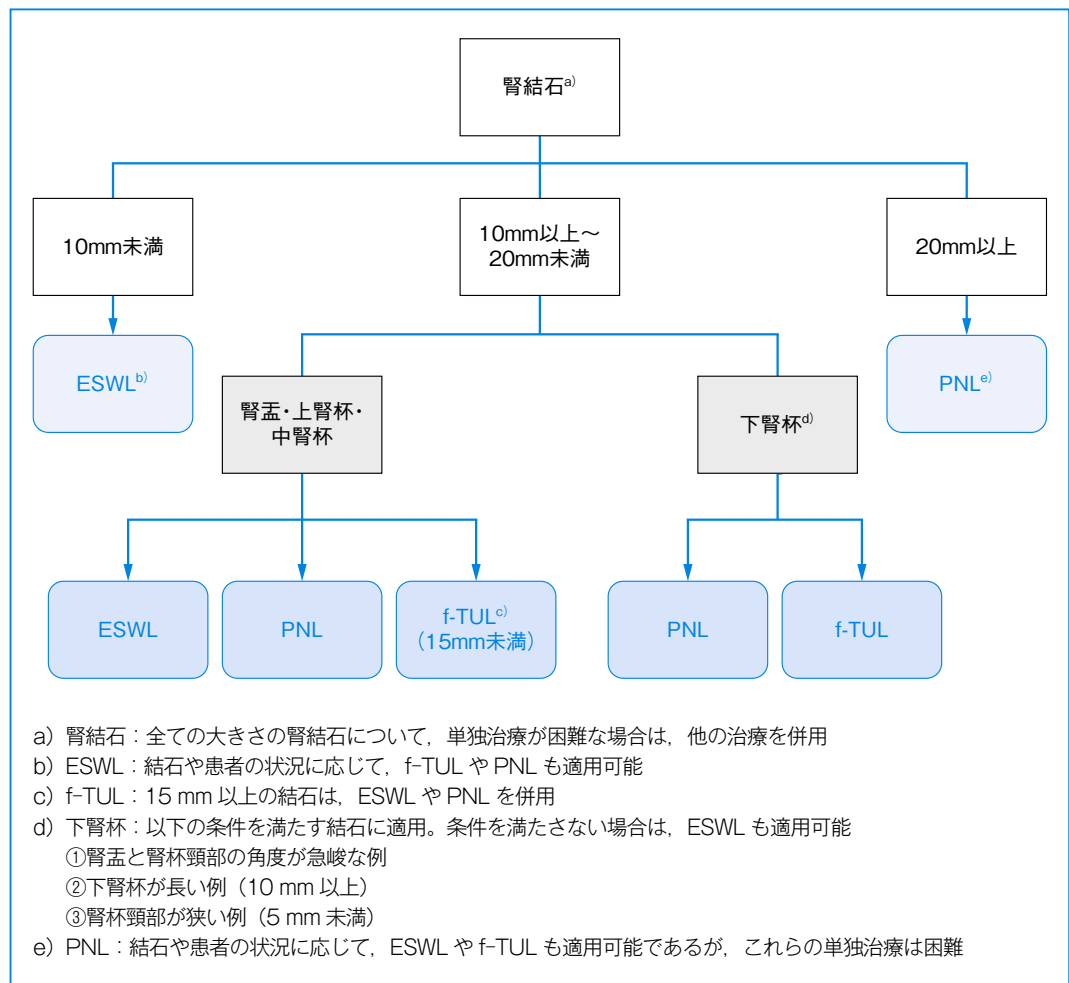 腎結石a)
10mm未満
10mm以上〜
20mm未満
20mm以上
ESWLb)
PNLe)
腎盂・上腎杯・
中腎杯
下腎杯d)
ESWL
PNL
f-TULc)
（15mm未満）
PNL
f-TUL
a）腎結石：全ての大きさの腎結石について，単独治療が困難な場合は，他の治療を併用
b）ESWL：結石や患者の状況に応じて，f-TUL や PNL も適用可能
c）f-TUL：15 mm 以上の結石は，ESWL や PNL を併用
d）下腎杯：以下の条件を満たす結石に適用。条件を満たさない場合は，ESWL も適用可能
①腎盂と腎杯頸部の角度が急峻な例
②下腎杯が長い例（10 mm 以上）
③腎杯頸部が狭い例（5 mm 未満）
e）PNL：結石や患者の状況に応じて，ESWL や f-TUL も適用可能であるが，これらの単独治療は困難